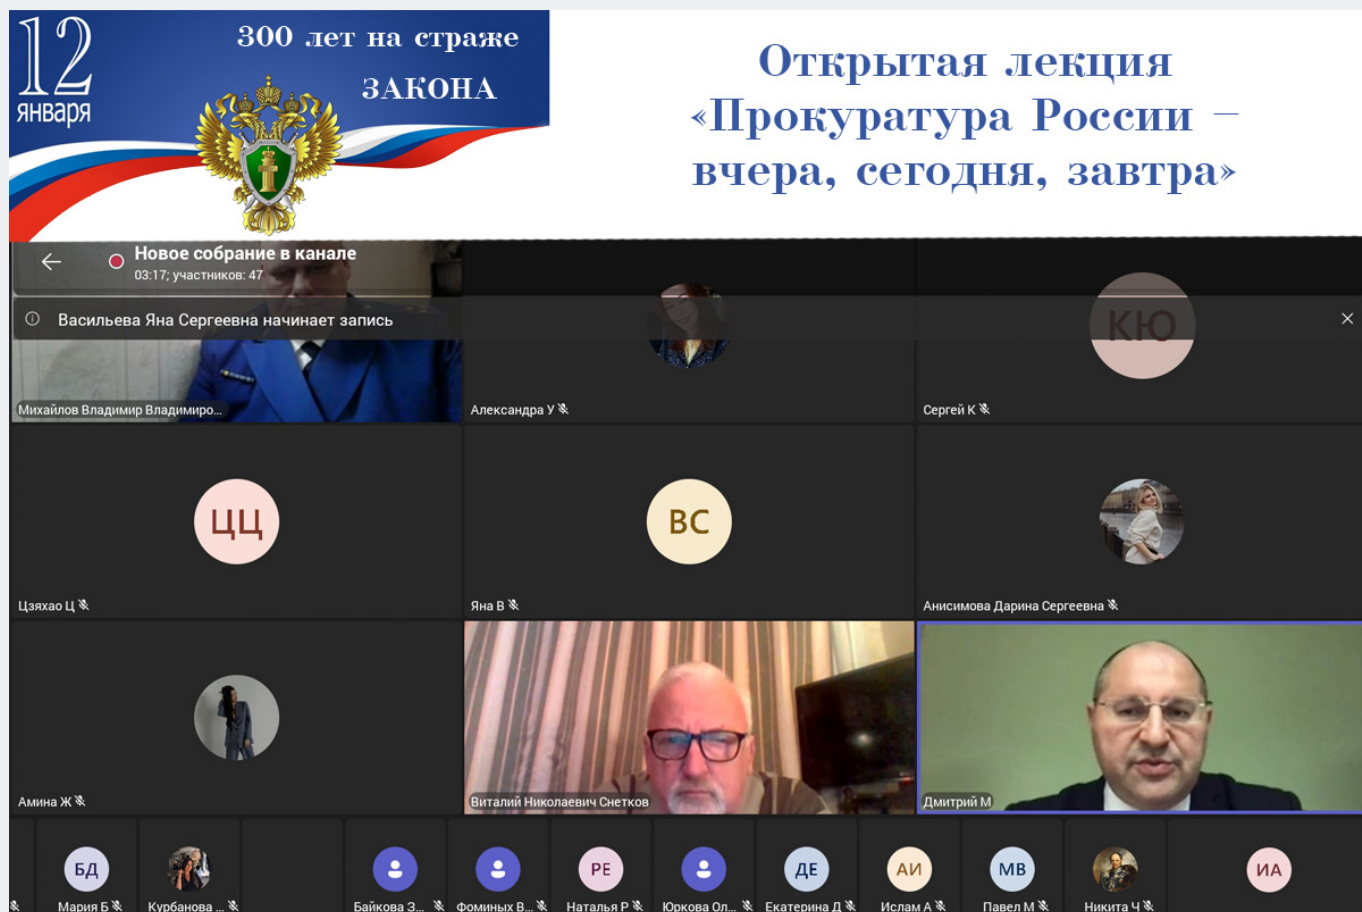 12
января
300 лет на страже
ЗАКОНА
Открытая лекция
«Прокуратура России –
вчера, сегодня, завтра»
Новое собрание в канале
03:17; участников: 47
Васильева Яна Сергеевна начинает запись
КЮ
Михайлов Владимир Владимиро...
Александра У
Сергей К
ЦЦ
ВС
Цзяхао Ц
Яна В
Анисимова Дарина Сергеевна
Амина Ж
Виталий Николаевич Снетков
Дмитрий М
БД
РЕ
ДЕ
АИ
МВ
ИА
Мария Б
Курбанова ...
Байкова З...
Фоминых В...
Наталья Р
Юркова Ол...
Екатерина Д
Ислам А
Павел М
Никита Ч